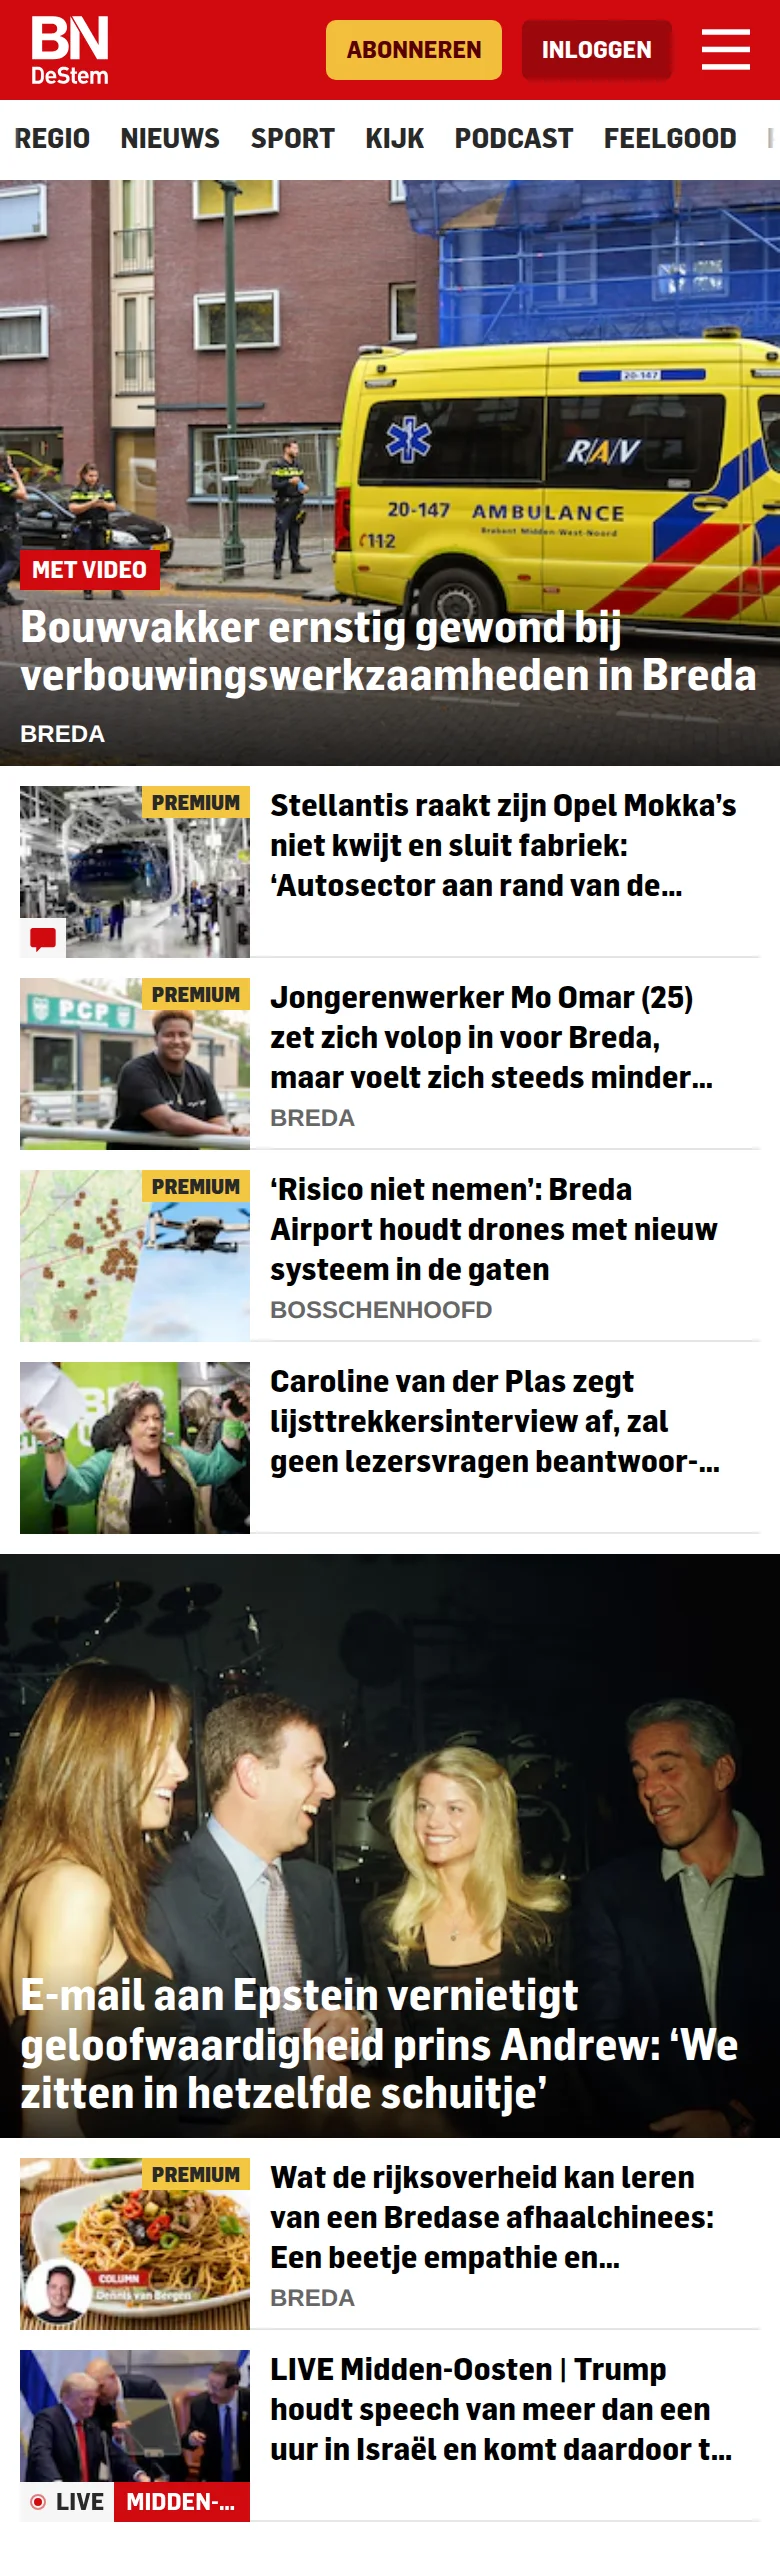 BN
DeStem
ABONNEREN
INLOGGEN
REGIO NIEUWS SPORT KIJK PODCAST FEELGOOD
20-147
RAV
20-147 AMBULANCE
Brabant Midden-West-Noord
112
MET VIDEO
Bouwvakker ernstig gewond bij
verbouwingswerkzaamheden in Breda
BREDA
PREMIUM
Stellantis raakt zijn Opel Mokka’s
niet kwijt en sluit fabriek:
‘Autosector aan rand van de...
PREMIUM
PCP
Jongerenwerker Mo Omar (25)
zet zich volop in voor Breda,
maar voelt zich steeds minder...
BREDA
PREMIUM
‘Risico niet nemen’: Breda
Airport houdt drones met nieuw
systeem in de gaten
BOSSCHENHOOFD
Caroline van der Plas zegt
lijsttrekkersinterview af, zal
geen lezersvragen beantwoor-...
E-mail aan Epstein vernietigt
geloofwaardigheid prins Andrew: ‘We
zitten in hetzelfde schuitje’
PREMIUM
COLUMN
Dennis van Bergen
Wat de rijksoverheid kan leren
van een Bredase afhaalchinees:
Een beetje empathie en...
BREDA
LIVE Midden-Oosten | Trump
houdt speech van meer dan een
uur in Israël en komt daardoor t...
LIVE
MIDDEN-...